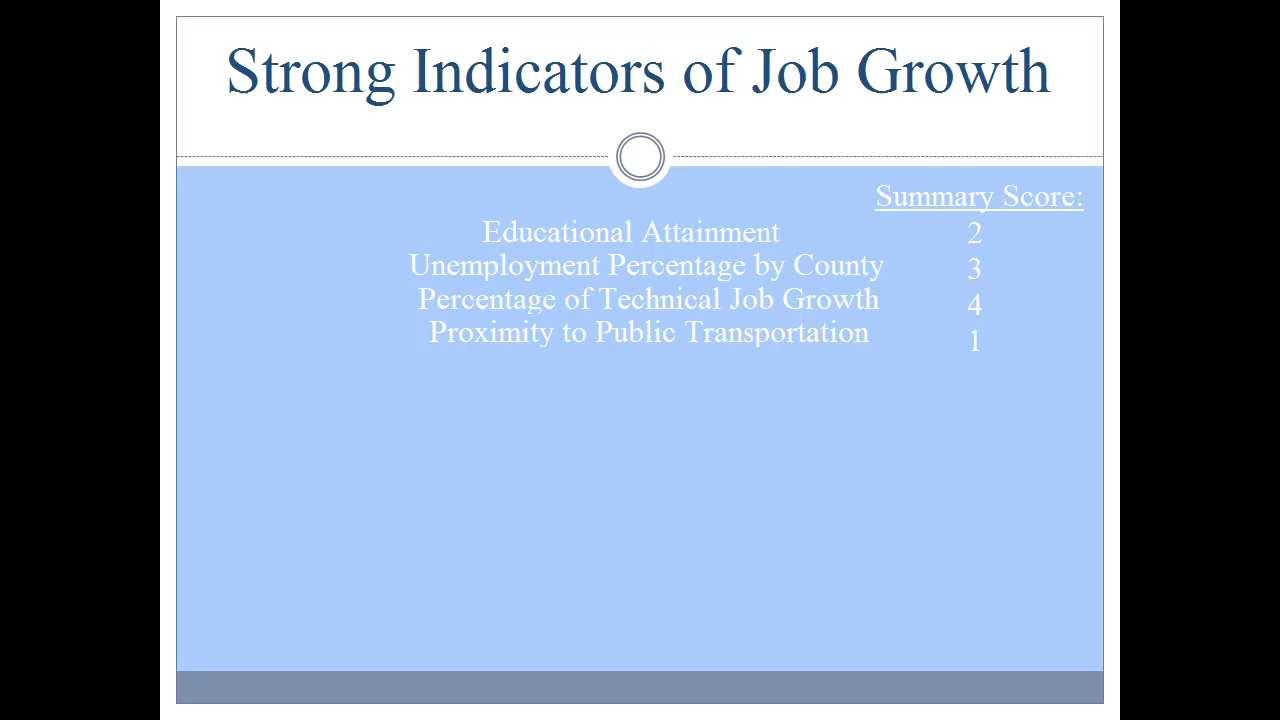 Strong Indicators of Job Growth
Summary Score:
Educational Attainment 2
Unemployment Percentage by County 3
Percentage of Technical Job Growth 4
Proximity to Public Transportation 1